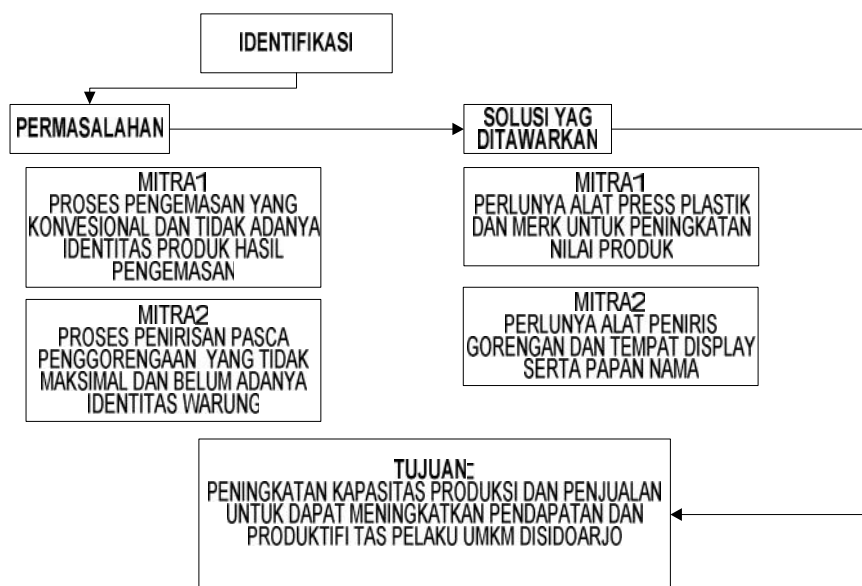 IDENTIFIKASI
PERMASALAHAN
SOLUSI YAG
DITAWARKAN
MITRA1
PROSES PENGEMASAN YANG
KONVESIONAL DAN TIDAK ADANYA
IDENTITAS PRODUK HASIL
PENGEMASAN
MITRA1
PERLUNYA ALAT PRESS PLASTIK
DAN MERK UNTUK PENINGKATAN
NILAI PRODUK
MITRA2
PROSES PENIRISAN PASCA
PENGGORENGAAN YANG TIDAK
MAKSIMAL DAN BELUM ADANYA
IDENTITAS WARUNG
MITRA2
PERLUNYA ALAT PENIRIS
GORENGAN DAN TEMPAT DISPLAY
SERTA PAPAN NAMA
TUJUAN:
PENINGKATAN KAPASITAS PRODUKSI DAN PENJUALAN
UNTUK DAPAT MENINGKATKAN PENDAPATAN DAN
PRODUKTIFI TAS PELAKU UMKM DISIDOARJO